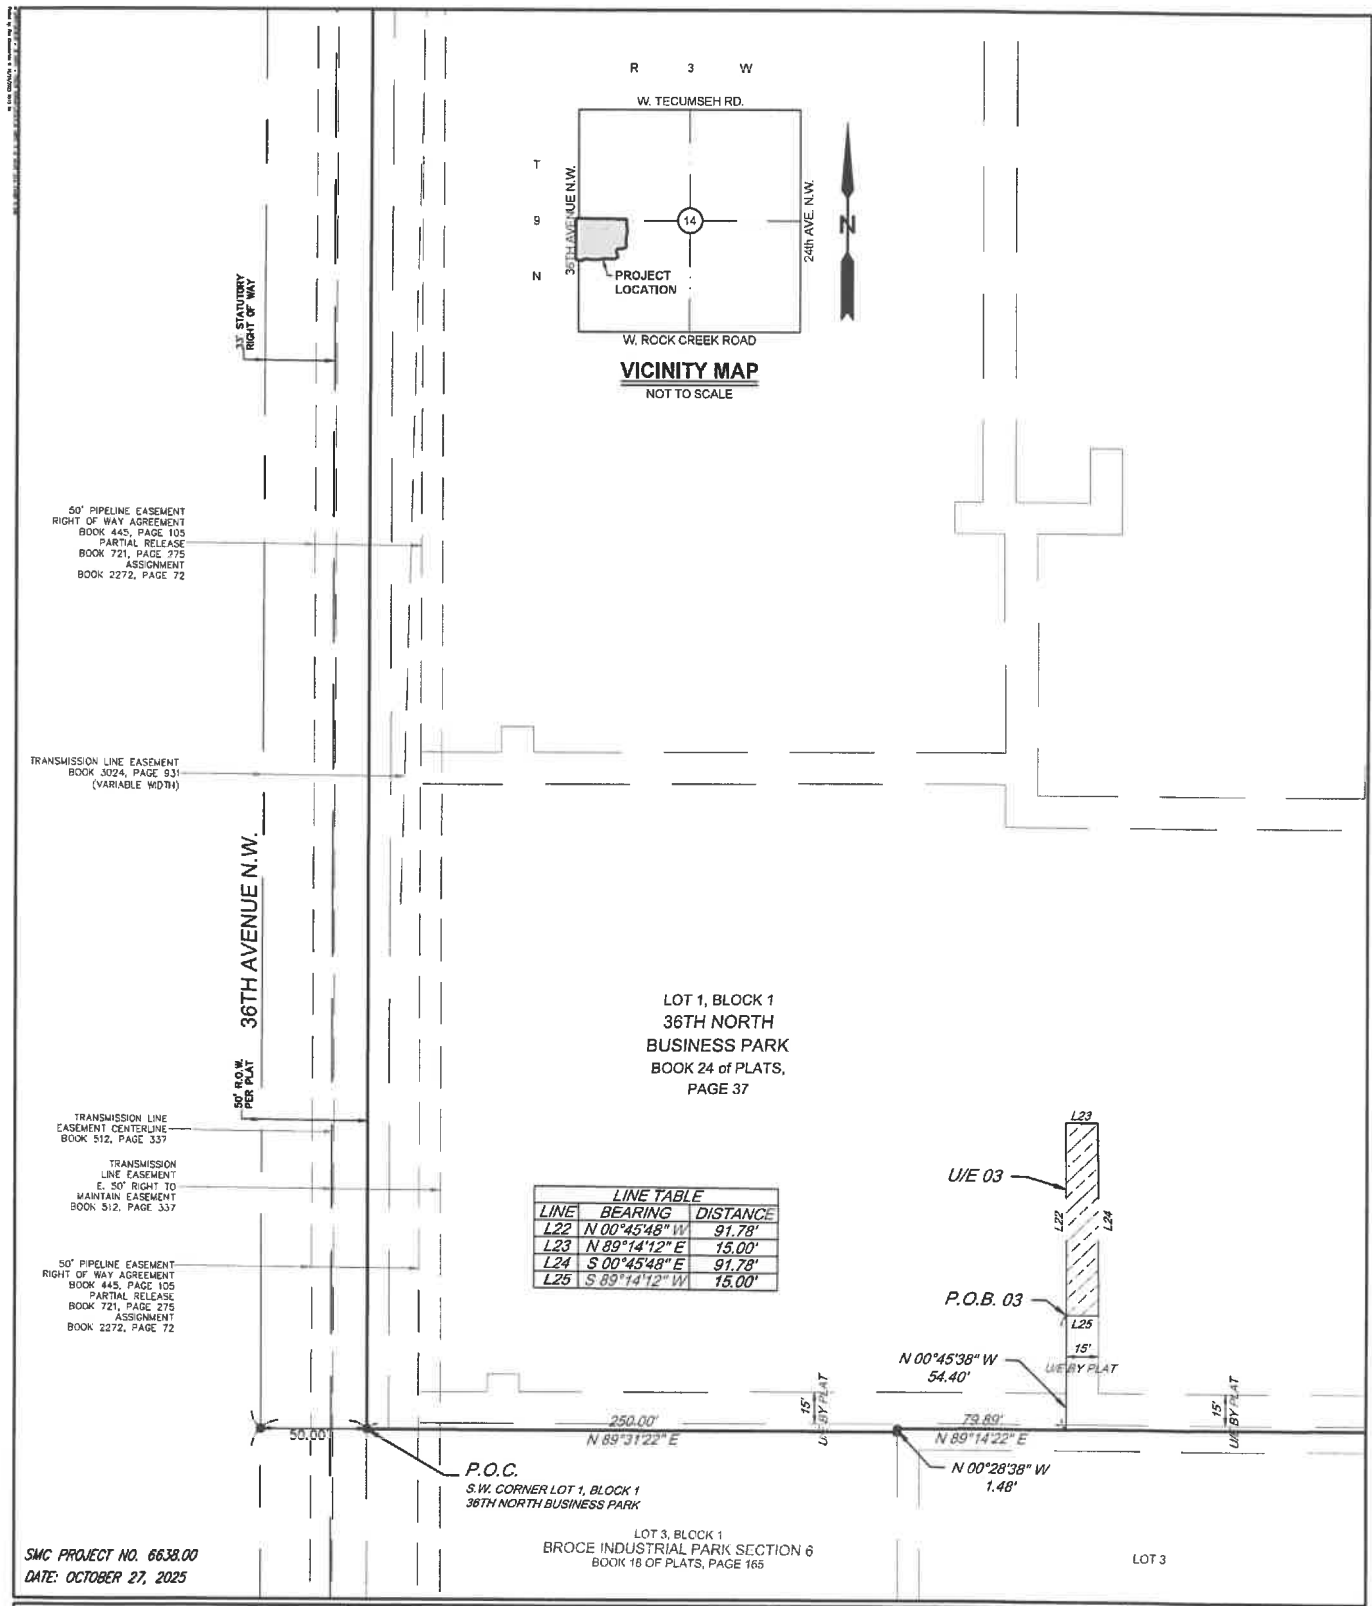 R 3 W
W. TECUMSEH RD.
T
9
N
36TH AVENUE N.W.
14
24th AVE. N.W.
N
PROJECT
LOCATION
W. ROCK CREEK ROAD
VICINITY MAP
NOT TO SCALE
33' STATUTORY
RIGHT OF WAY
50' PIPELINE EASEMENT
RIGHT OF WAY AGREEMENT
BOOK 445, PAGE 105
PARTIAL RELEASE
BOOK 721, PAGE 275
ASSIGNMENT
BOOK 2272, PAGE 72
TRANSMISSION LINE EASEMENT
BOOK 3024, PAGE 931
(VARIABLE WIDTH)
36TH AVENUE N.W.
50' R.O.W.
PER PLAT
LOT 1, BLOCK 1
36TH NORTH
BUSINESS PARK
BOOK 24 of PLATS,
PAGE 37
TRANSMISSION LINE
EASEMENT CENTERLINE
BOOK 512, PAGE 337
TRANSMISSION
LINE EASEMENT
E. 50' RIGHT TO
MAINTAIN EASEMENT
BOOK 512, PAGE 337
50' PIPELINE EASEMENT
RIGHT OF WAY AGREEMENT
BOOK 445, PAGE 105
PARTIAL RELEASE
BOOK 721, PAGE 275
ASSIGNMENT
BOOK 2272, PAGE 72
LINE TABLE
LINE BEARING DISTANCE
L22 N 00°45'48" W 91.78'
L23 N 89°14'12" E 15.00'
L24 S 00°45'48" E 91.78'
L25 S 89°14'12" W 15.00'
L23
U/E 03
L22
L24
P.O.B. 03
L25
15'
U/E BY PLAT
N 00°45'38" W
54.40'
15'
U/E BY PLAT
15'
U/E BY PLAT
50.00'
250.00'
N 89°31'22" E
79.89'
N 89°14'22" E
N 00°28'38" W
1.48'
P.O.C.
S.W. CORNER LOT 1, BLOCK 1
36TH NORTH BUSINESS PARK
LOT 3, BLOCK 1
BROCE INDUSTRIAL PARK SECTION 6
BOOK 18 OF PLATS, PAGE 165
LOT 3
SMC PROJECT NO. 6638.00
DATE: OCTOBER 27, 2025